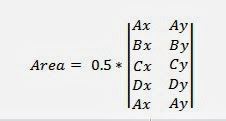 Ax Ay
Bx By
Area = 0.5 * Cx Cy
Dx Dy
Ax Ay